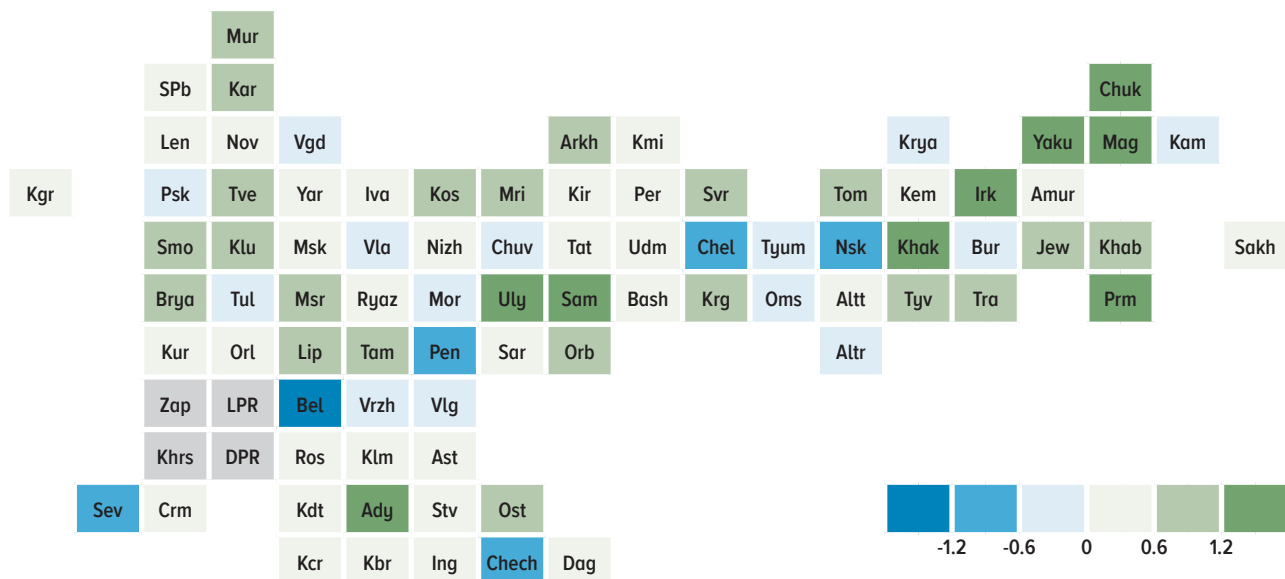 Mur
SPb Kar Chuk
Len Nov Vgd Arkh Kmi Krya Yaku Mag Kam
Kgr Psk Tve Yar Iva Kos Mri Kir Per Svr Tom Kem Irk Amur
Smo Klu Msk Vla Nizh Chuv Tat Udm Chel Tyum Nsk Khak Bur Jew Khab Sakh
Brya Tul Msr Ryaz Mor Uly Sam Bash Krg Oms Altt Tyv Tra Prm
Kur Orl Lip Tam Pen Sar Orb Altr
Zap LPR Bel Vrzh Vlg
Khrs DPR Ros Klm Ast
Sev Crm Kdt Ady Stv Ost
-1.2 -0.6 0 0.6 1.2
Kcr Kbr Ing Chech Dag